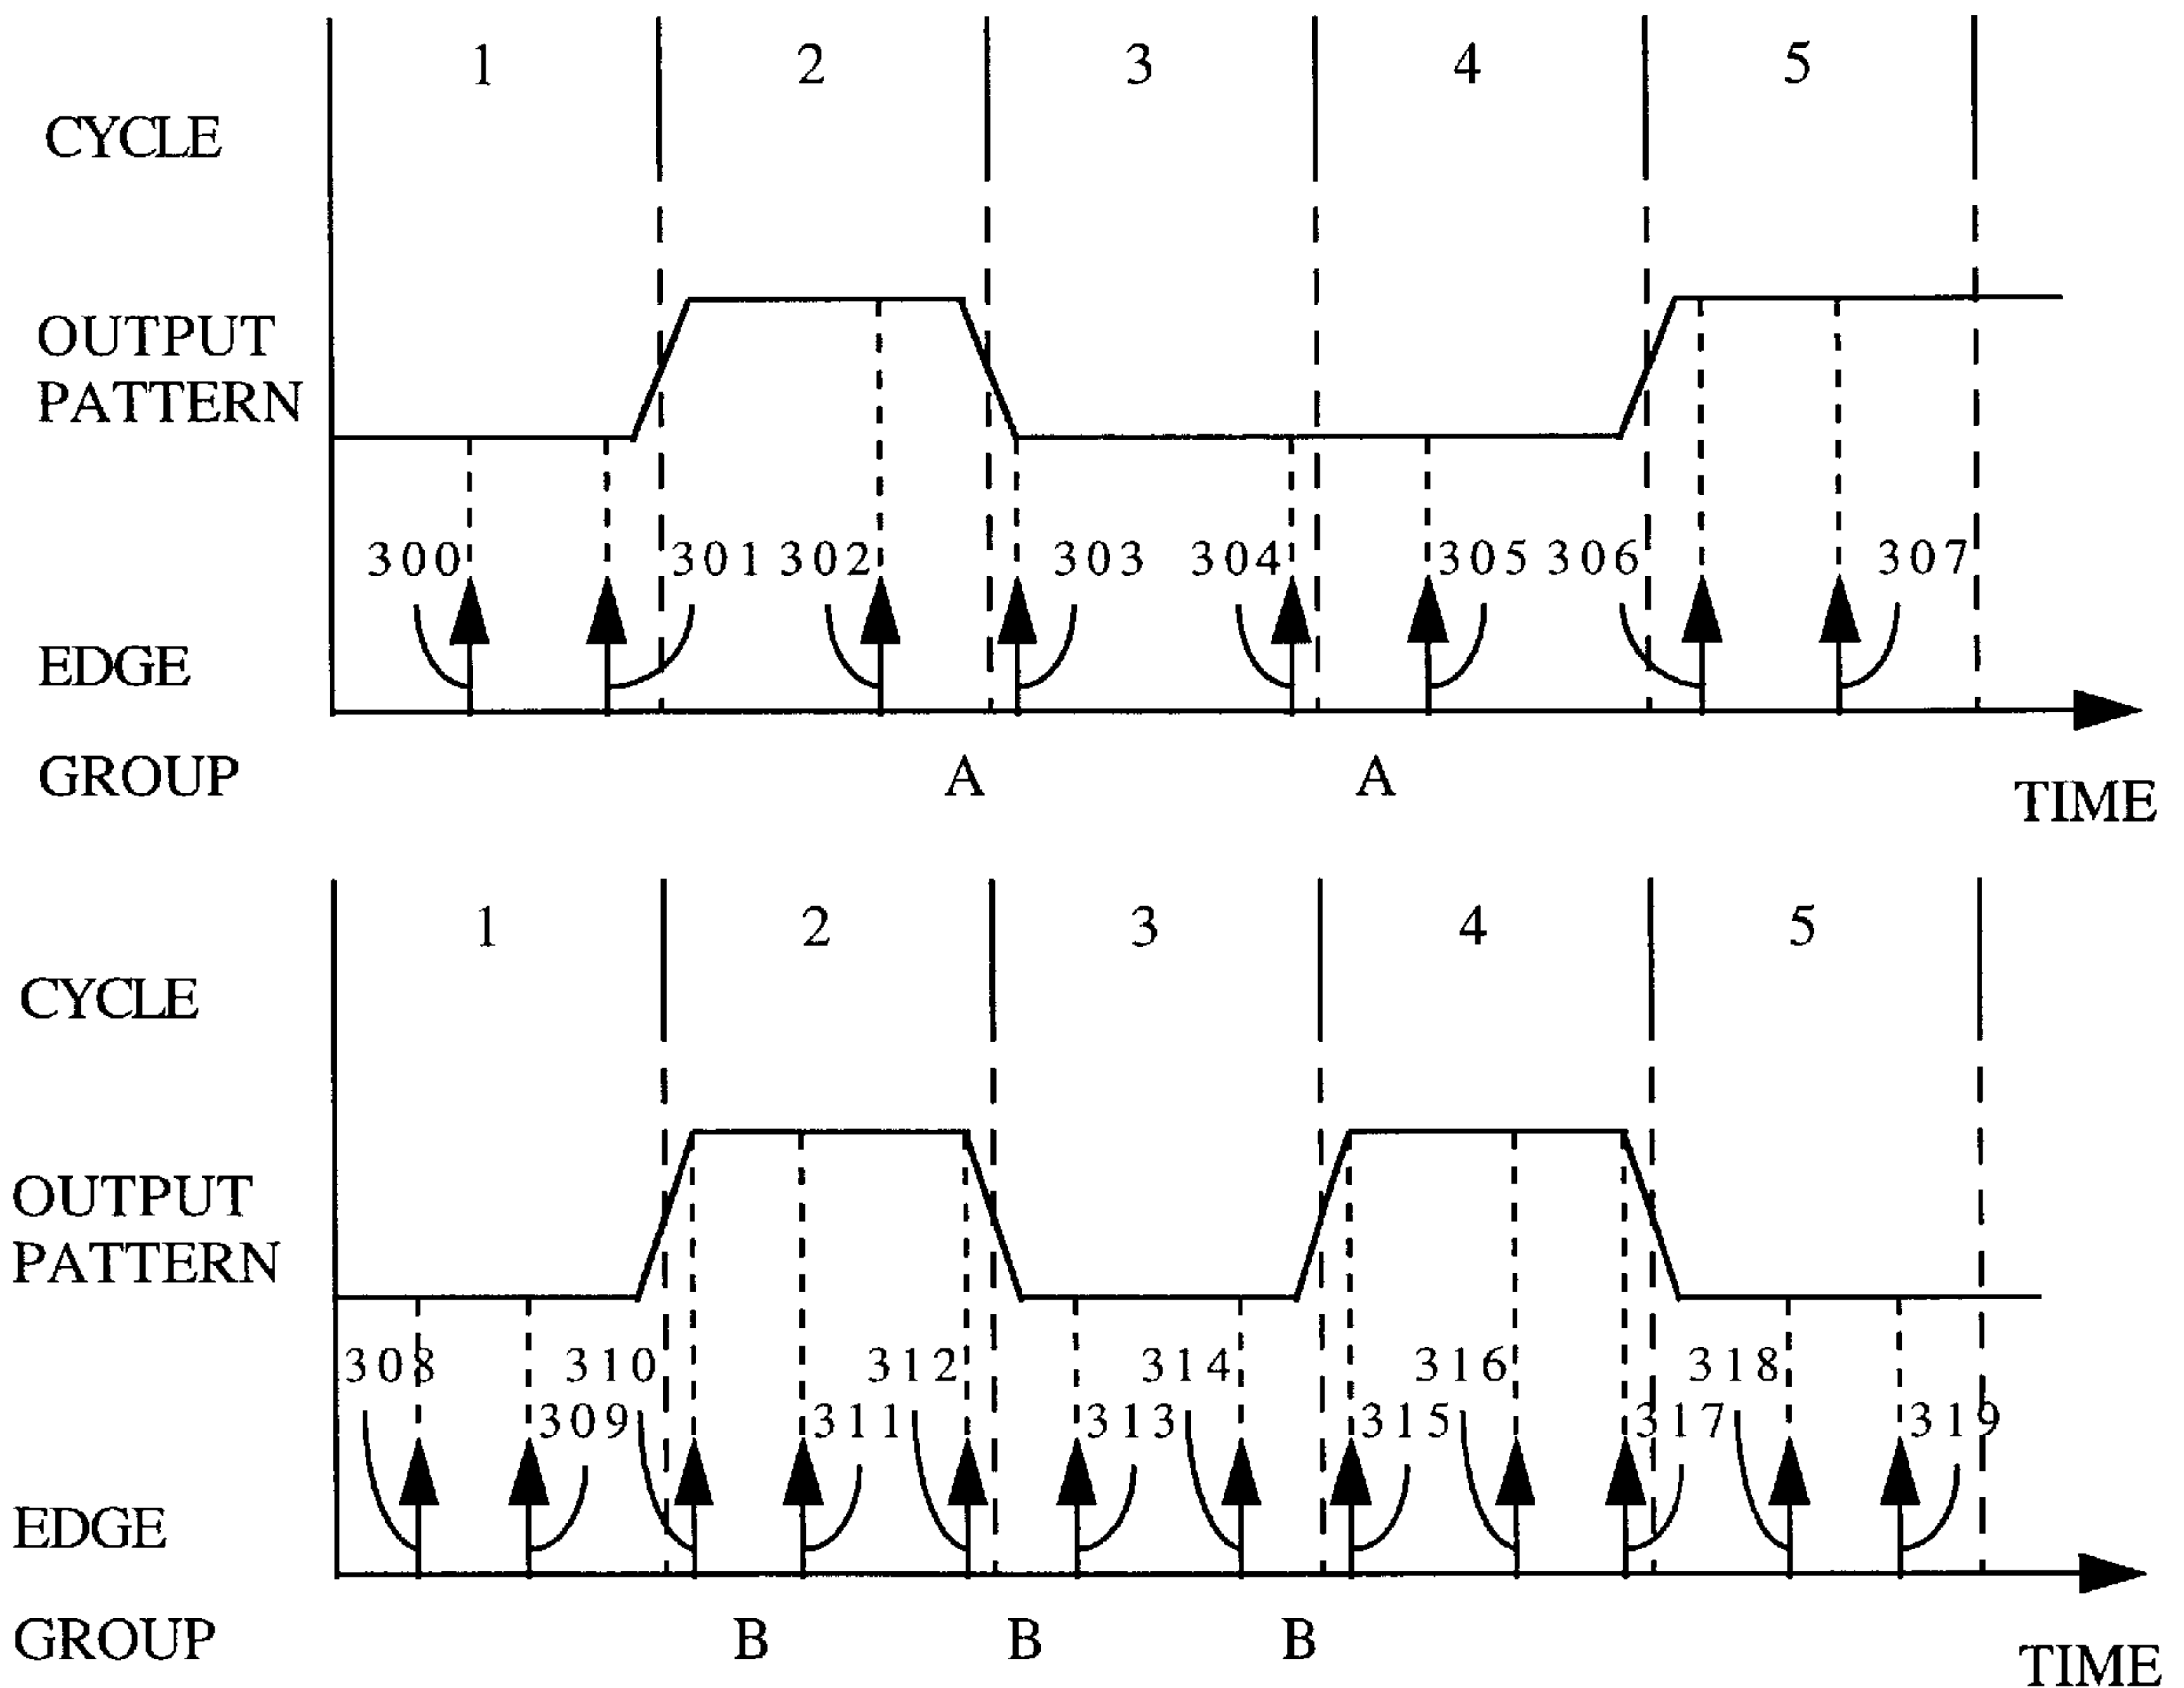 1 2 3 4 5
CYCLE
OUTPUT
PATTERN
300 301 302 303 304 305 306 307
EDGE
GROUP A A
TIME
1 2 3 4 5
CYCLE
OUTPUT
PATTERN
308 310 312 314 316 318
309 311 313 315 317 319
EDGE
GROUP B B B
TIME